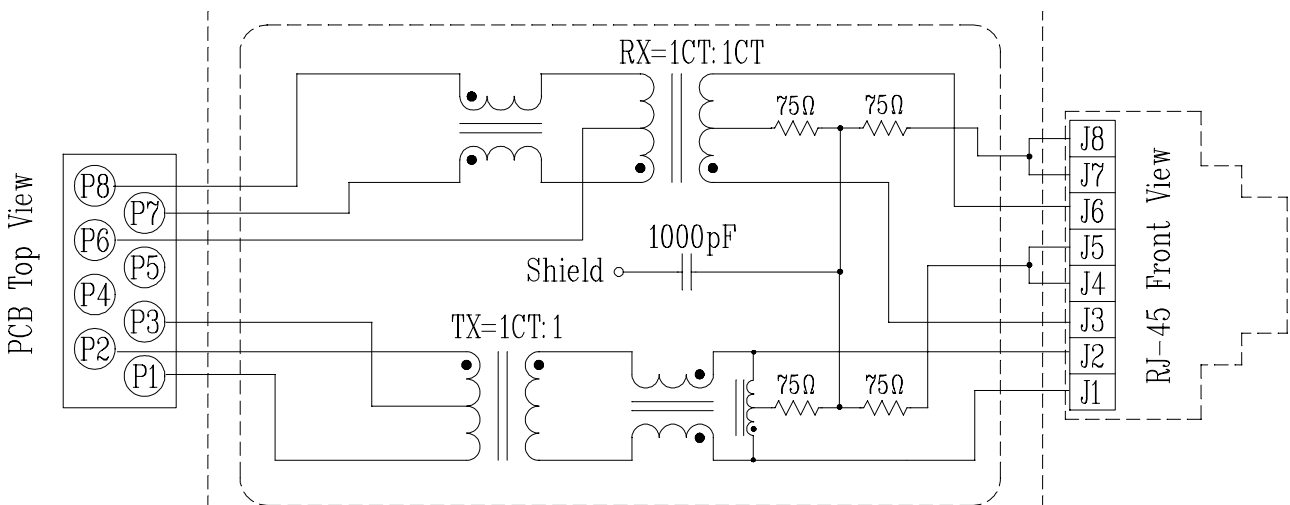 RX=1CT:1CT
75Ω
75Ω
PCB Top View
P8
P7
P6
P5
P4
P3
P2
P1
1000pF
Shield
TX=1CT:1
75Ω
75Ω
J8
J7
J6
J5
J4
J3
J2
J1
RJ-45 Front View